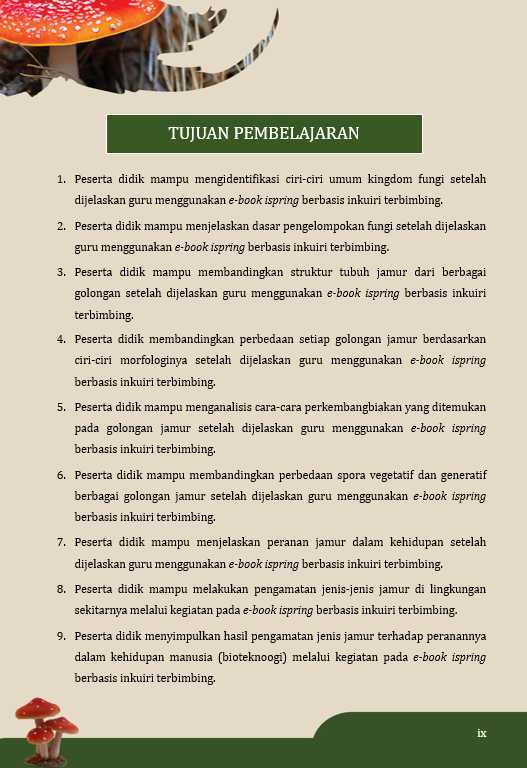 TUJUAN PEMBELAJARAN
1. Peserta didik mampu mengidentifikasi ciri-ciri umum kingdom fungi setelah
dijelaskan guru menggunakan e-book ispring berbasis inkuiri terbimbing.
2. Peserta didik mampu menjelaskan dasar pengelompokan fungi setelah dijelaskan
guru menggunakan e-book ispring berbasis inkuiri terbimbing.
3. Peserta didik mampu membandingkan struktur tubuh jamur dari berbagai
golongan setelah dijelaskan guru menggunakan e-book ispring berbasis inkuiri
terbimbing.
4. Peserta didik membandingkan perbedaan setiap golongan jamur berdasarkan
ciri-ciri morfologinya setelah dijelaskan guru menggunakan e-book ispring
berbasis inkuiri terbimbing.
5. Peserta didik mampu menganalisis cara-cara perkembangbiakan yang ditemukan
pada golongan jamur setelah dijelaskan guru menggunakan e-book ispring
berbasis inkuiri terbimbing.
6. Peserta didik mampu membandingkan perbedaan spora vegetatif dan generatif
berbagai golongan jamur setelah dijelaskan guru menggunakan e-book ispring
berbasis inkuiri terbimbing.
7. Peserta didik mampu menjelaskan peranan jamur dalam kehidupan setelah
dijelaskan guru menggunakan e-book ispring berbasis inkuiri terbimbing.
8. Peserta didik mampu melakukan pengamatan jenis-jenis jamur di lingkungan
sekitarnya melalui kegiatan pada e-book ispring berbasis inkuiri terbimbing.
9. Peserta didik menyimpulkan hasil pengamatan jenis jamur terhadap peranannya
dalam kehidupan manusia (bioteknoogi) melalui kegiatan pada e-book ispring
berbasis inkuiri terbimbing.
ix